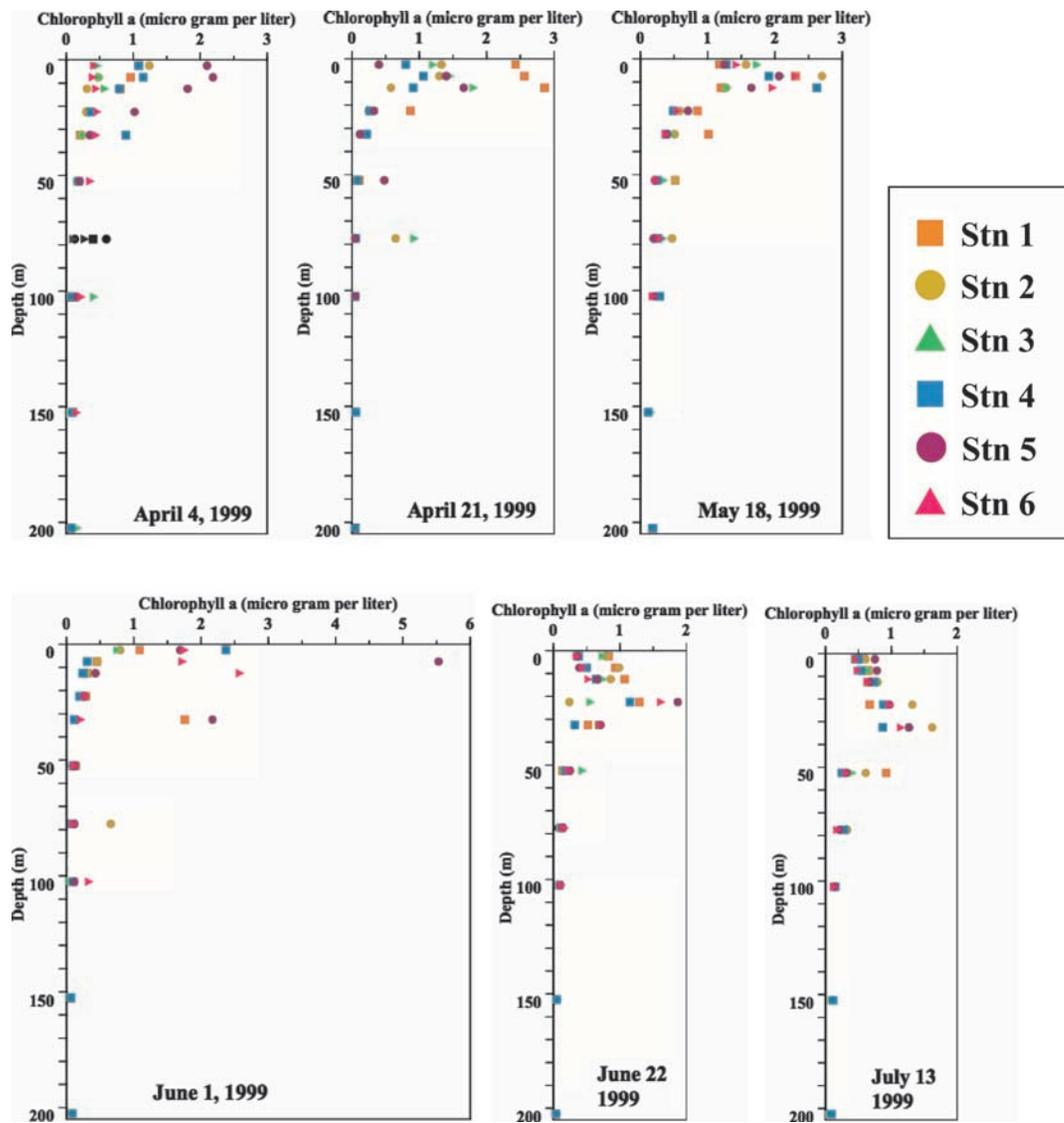 Chlorophyll a (micro gram per liter)
0 1 2 3
0
50
100
150
200
Depth (m)
April 4, 1999
Chlorophyll a (micro gram per liter)
0 1 2 3
0
50
100
150
200
Depth (m)
April 21, 1999
Chlorophyll a (micro gram per liter)
0 1 2 3
0
50
100
150
200
Depth (m)
May 18, 1999
Stn 1
Stn 2
Stn 3
Stn 4
Stn 5
Stn 6
Chlorophyll a (micro gram per liter)
0 1 2 3 4 5 6
0
50
100
150
200
Depth (m)
June 1, 1999
Chlorophyll a (micro gram per liter)
0 1 2
0
50
100
150
200
Depth (m)
June 22
1999
Chlorophyll a (micro gram per liter)
0 1 2
0
50
100
150
200
Depth (m)
July 13
1999